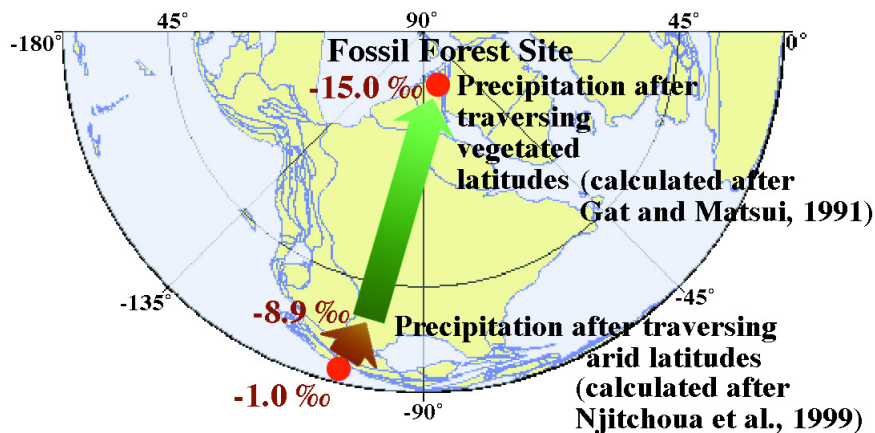 45°
90°
45°
-180°
0°
Fossil Forest Site
-15.0 ‰
Precipitation after
traversing
vegetated
latitudes
(calculated after
Gat and Matsui, 1991)
-135°
-45°
-8.9 ‰
Precipitation after traversing
arid latitudes
(calculated after
Njitchoua et al., 1999)
-1.0 ‰
-90°